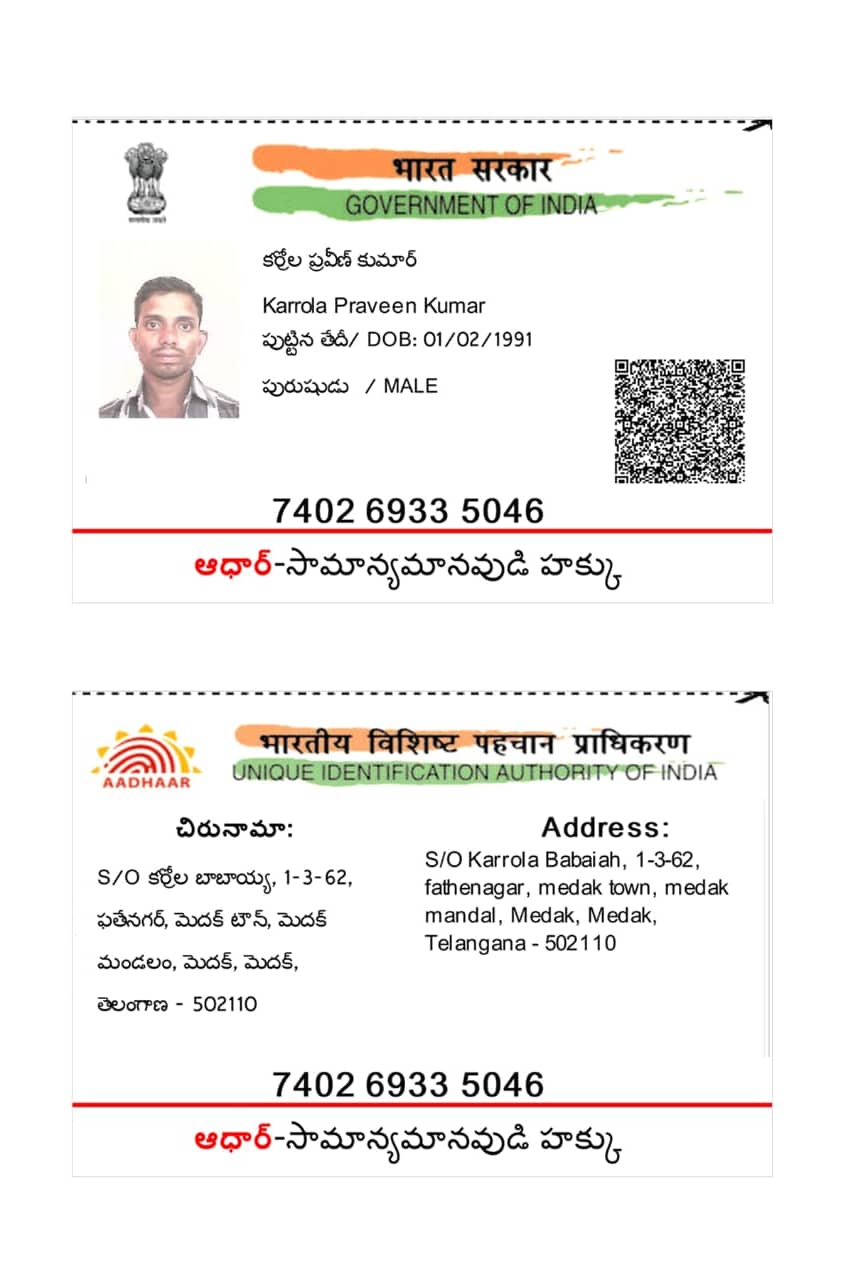 भारत सरकार
GOVERNMENT OF INDIA
కర్రోల ప్రవీణ్ కుమార్
Karrola Praveen Kumar
పుట్టిన తేదీ/ DOB: 01/02/1991
పురుషుడు / MALE
7402 6933 5046
ఆధార్-సామాన్యమానవుడి హక్కు
भारतीय विशिष्ट पहचान प्राधिकरण
UNIQUE IDENTIFICATION AUTHORITY OF INDIA
AADHAAR
చిరునామా:
S/O కర్రోల బాబాయ్య, 1-3-62,
ఫతేనగర్, మెదక్ టౌన్, మెదక్
మండలం, మెదక్, మెదక్,
తెలంగాణ - 502110
Address:
S/O Karrola Babaiah, 1-3-62,
fathenagar, medak town, medak
mandal, Medak, Medak,
Telangana - 502110
7402 6933 5046
ఆధార్-సామాన్యమానవుడి హక్కు